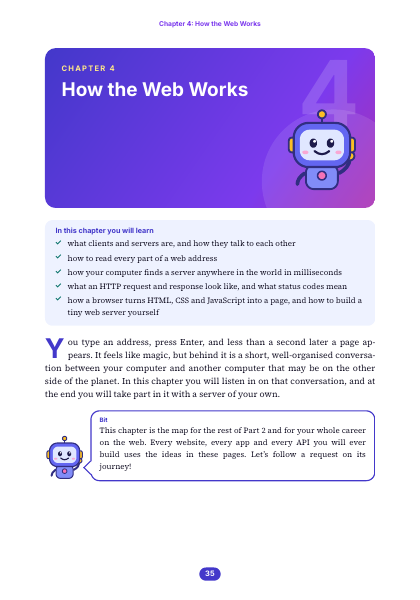 Chapter 4: How the Web Works
CHAPTER 4
How the Web Works
4
In this chapter you will learn
what clients and servers are, and how they talk to each other
how to read every part of a web address
how your computer finds a server anywhere in the world in milliseconds
what an HTTP request and response look like, and what status codes mean
how a browser turns HTML, CSS and JavaScript into a page, and how to build a
tiny web server yourself
You type an address, press Enter, and less than a second later a page ap-
pears. It feels like magic, but behind it is a short, well-organised conversa-
tion between your computer and another computer that may be on the other
side of the planet. In this chapter you will listen in on that conversation, and at
the end you will take part in it with a server of your own.
Bit
This chapter is the map for the rest of Part 2 and for your whole career
on the web. Every website, every app and every API you will ever
build uses the ideas in these pages. Let's follow a request on its
journey!
35